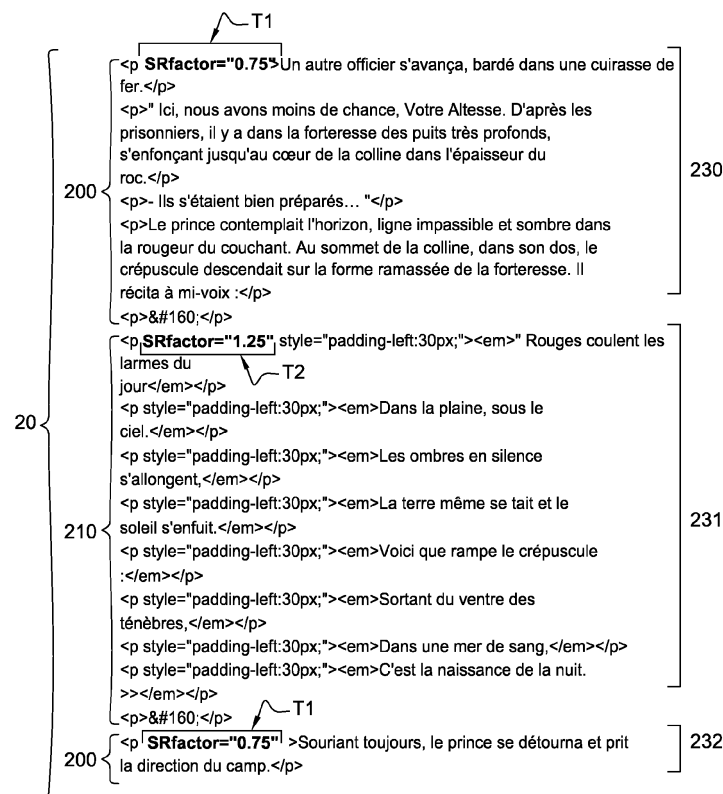 T1
<p SRfactor="0.75">Un autre officier s'avança, bardé dans une cuirasse de
fer.</p>
<p>" Ici, nous avons moins de chance, Votre Altesse. D'après les
prisonniers, il y a dans la forteresse des puits très profonds,
s'enfonçant jusqu'au cœur de la colline dans l'épaisseur du
roc.</p>
230
200
<p>- Ils s'étaient bien préparés… "</p>
<p>Le prince contemplait l'horizon, ligne impassible et sombre dans
la rougeur du couchant. Au sommet de la colline, dans son dos, le
crépuscule descendait sur la forme ramassée de la forteresse. Il
récita à mi-voix :</p>
<p>&#160;</p>
<p SRfactor="1.25" style="padding-left:30px;"><em>" Rouges coulent les
larmes du
T2
jour</em></p>
20
<p style="padding-left:30px;"><em>Dans la plaine, sous le
ciel.</em></p>
<p style="padding-left:30px;"><em>Les ombres en silence
s'allongent,</em></p>
<p style="padding-left:30px;"><em>La terre même se tait et le
231
210
soleil s'enfuit.</em></p>
<p style="padding-left:30px;"><em>Voici que rampe le crépuscule
:</em></p>
<p style="padding-left:30px;"><em>Sortant du ventre des
ténèbres,</em></p>
<p style="padding-left:30px;"><em>Dans une mer de sang,</em></p>
<p style="padding-left:30px;"><em>C'est la naissance de la nuit.
>></em></p>
<p>&#160;</p>
T1
<p SRfactor="0.75" >Souriant toujours, le prince se détourna et prit
232
200
la direction du camp.</p>